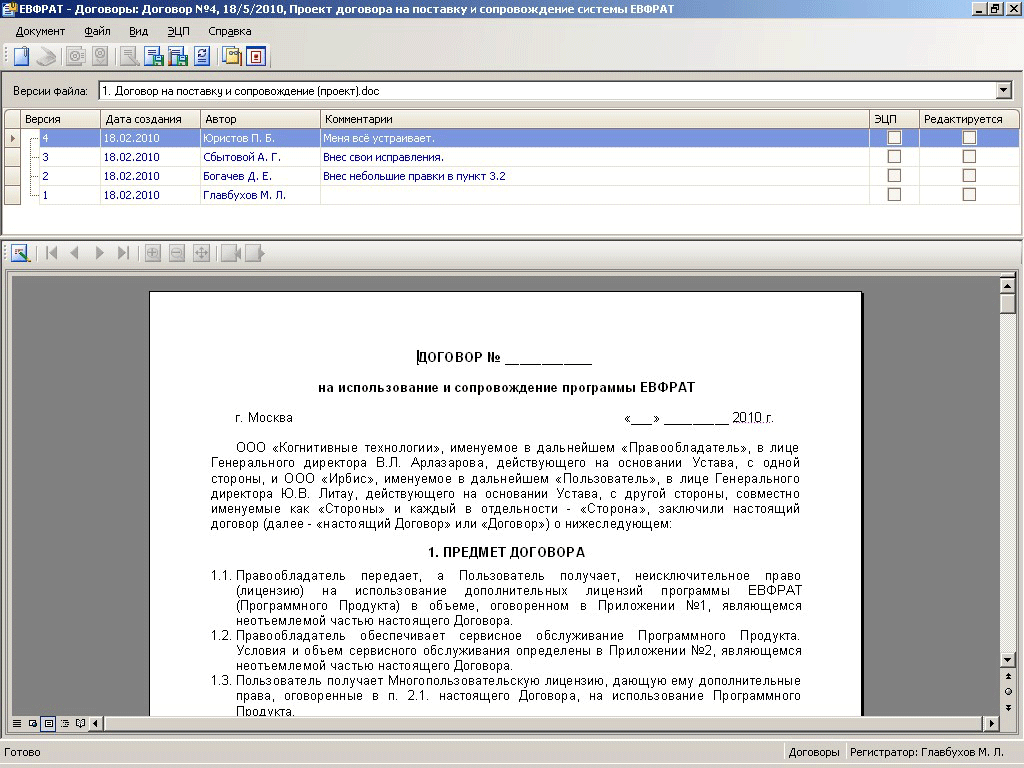 ЕВФРАТ - Договоры: Договор №4, 18/5/2010, Проект договора на поставку и сопровождение системы ЕВФРАТ
Документ Файл Вид ЭЦП Справка
Версии файла: 1. Договор на поставку и сопровождение (проект).doc
Версия Дата создания Автор Комментарии ЭЦП Редактируется
4 18.02.2010 Юристов П. Б. Меня всё устраивает.
3 18.02.2010 Сбытовой А. Г. Внес свои исправления.
2 18.02.2010 Богачев Д. Е. Внес небольшие правки в пункт 3.2
1 18.02.2010 Главбухов М. Л.
ДОГОВОР № ____________
на использование и сопровождение программы ЕВФРАТ
г. Москва «___» _________ 2010 г.
ООО «Когнитивные технологии», именуемое в дальнейшем «Правообладатель», в лице
Генерального директора В.Л. Арлазарова, действующего на основании Устава, с одной
стороны, и ООО «Ирбис», именуемое в дальнейшем «Пользователь», в лице Генерального
директора Ю.В. Литау, действующего на основании Устава, с другой стороны, совместно
именуемые как «Стороны» и каждый в отдельности - «Сторона», заключили настоящий
договор (далее - «настоящий Договор» или «Договор») о нижеследующем:
1. ПРЕДМЕТ ДОГОВОРА
1.1. Правообладатель передает, а Пользователь получает, неисключительное право
(лицензию) на использование дополнительных лицензий программы ЕВФРАТ
(Программного Продукта) в объеме, оговоренном в Приложении №1, являющемся
неотъемлемой частью настоящего Договора.
1.2. Правообладатель обеспечивает сервисное обслуживание Программного Продукта.
Условия и объем сервисного обслуживания определены в Приложении №2, являющемся
неотъемлемой частью настоящего Договора.
1.3. Пользователь получает Многопользовательскую лицензию, дающую ему дополнительные
права, оговоренные в п. 2.1. настоящего Договора, на использование Программного
Продукта.
Готово Договоры Регистратор: Главбухов М. Л.